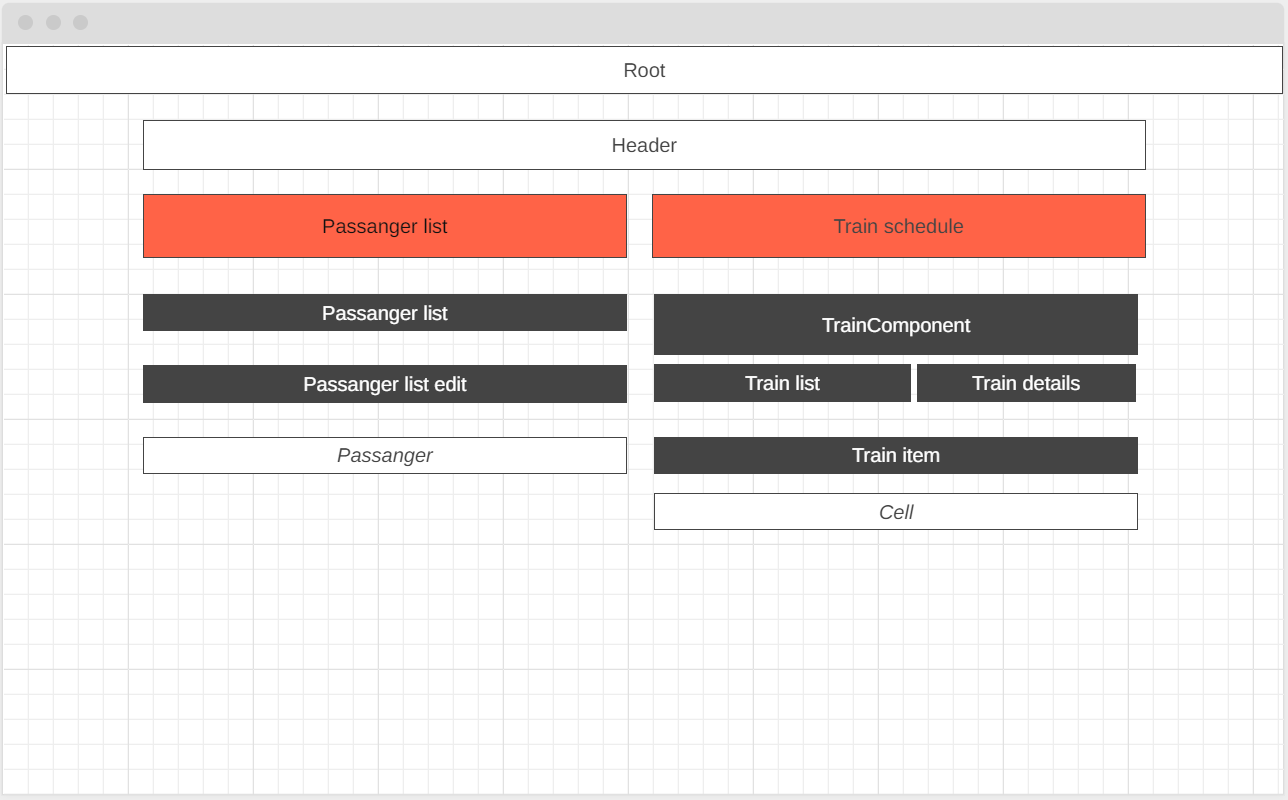 Root
Header
Passanger list
Train schedule
Passanger list
TrainComponent
Passanger list edit
Train list
Train details
Passanger
Train item
Cell